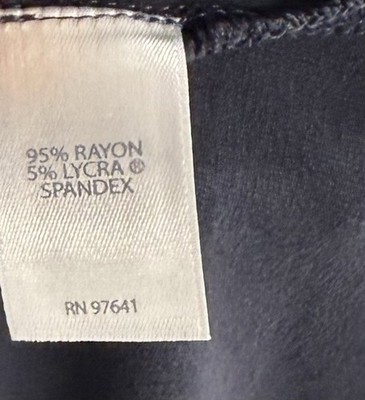 95% RAYON
5% LYCRA ®
SPANDEX
RN 97641